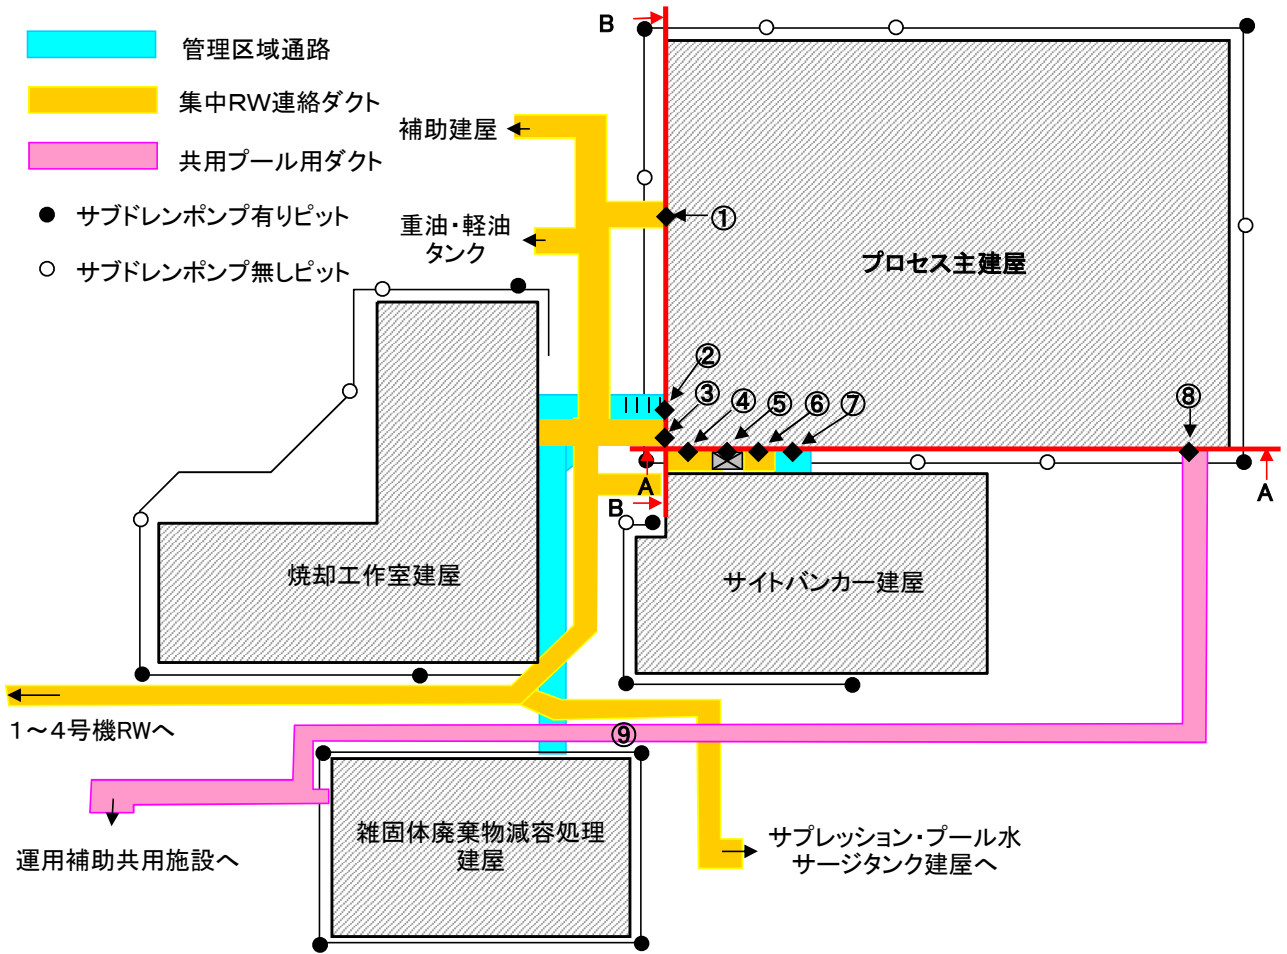 管理区域通路
集中RW連絡ダクト
共用プール用ダクト
サブドレンポンプ有りピット
サブドレンポンプ無しピット
B
補助建屋
①
重油・軽油
タンク
プロセス主建屋
②
③
④
⑤
⑥
⑦
⑧
A
A
B
焼却工作室建屋
サイトバンカー建屋
1～4号機RWへ
⑨
雑固体廃棄物減容処理
建屋
運用補助共用施設へ
サプレッション・プール水
サージタンク建屋へ